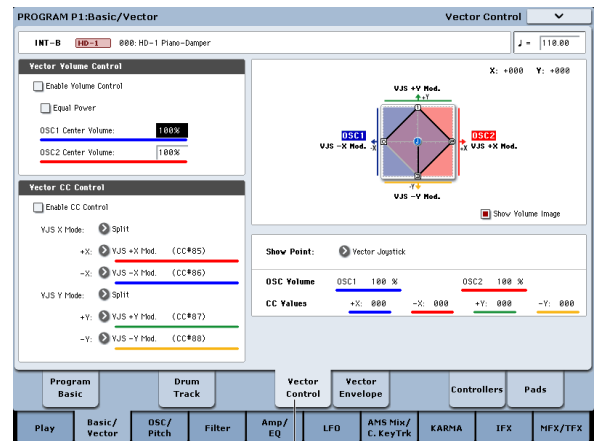 PROGRAM P1:Basic/Vector Vector Control
INT-B HD-1 000: HD-1 Piano-Damper ♩= 110.00
Vector Volume Control
Enable Volume Control
Equal Power
OSC1 Center Volume: 100%
OSC2 Center Volume: 100%
Vector CC Control
Enable CC Control
VJS X Mode: Split
+X: VJS +X Mod. (CC#85)
-X: VJS -X Mod. (CC#86)
VJS Y Mode: Split
+Y: VJS +Y Mod. (CC#87)
-Y: VJS -Y Mod. (CC#88)
X: +000 Y: +000
VJS +Y Mod.
+Y
OSC1 OSC2
VJS -X Mod. -X +X VJS +X Mod.
-Y
VJS -Y Mod.
Show Volume Image
Show Point: Vector Joystick
OSC Volume OSC1 100 % OSC2 100 %
CC Values +X: 000 -X: 000 +Y: 000 -Y: 000
Program Basic Drum Track Vector Control Vector Envelope Controllers Pads
Play Basic/Vector OSC/Pitch Filter Amp/EQ LFO AMS Mix/C. KeyTrk KARMA IFX MFX/TFX